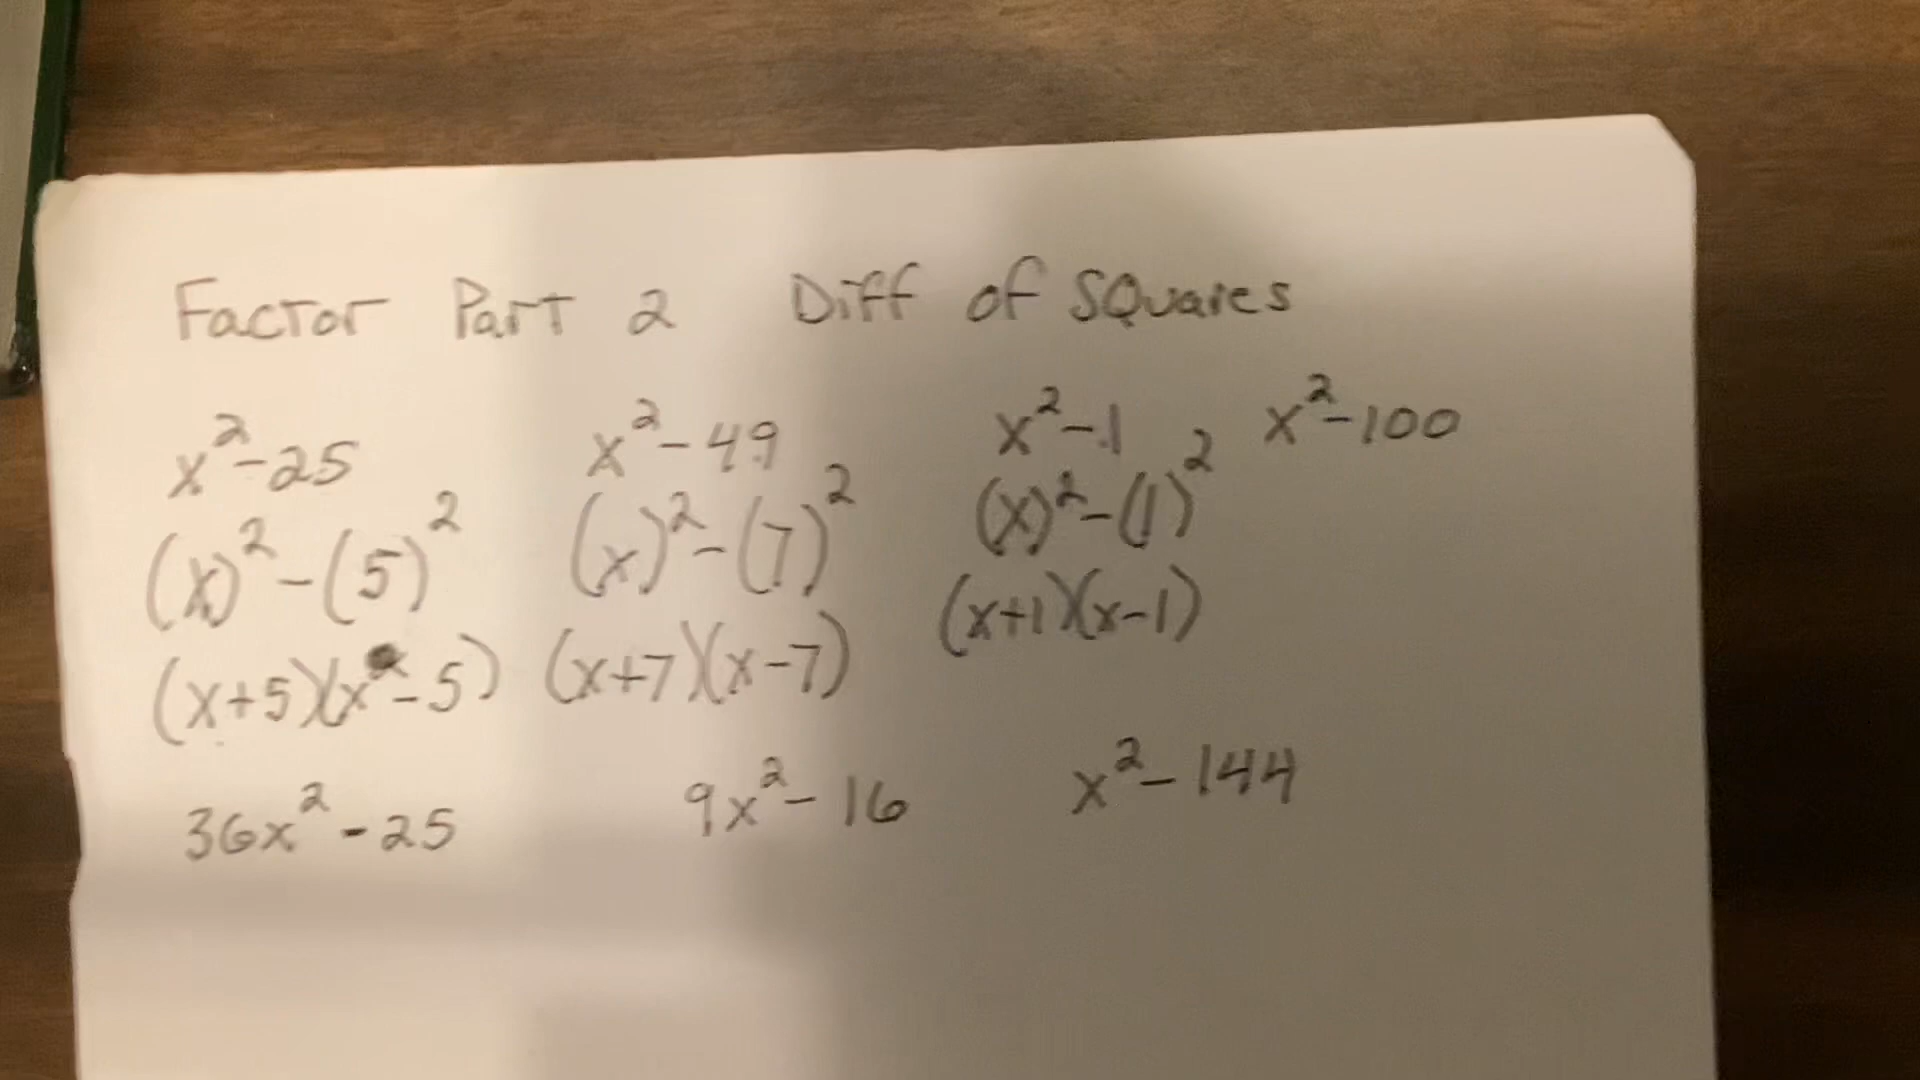 Factor Part 2 Diff of Squares
x²-25 x²-49 x²-1 x²-100
(x)²-(5)² (x)²-(7)² (x)²-(1)²
(x+5)(x-5) (x+7)(x-7) (x+1)(x-1)
36x²-25 9x²-16 x²-144